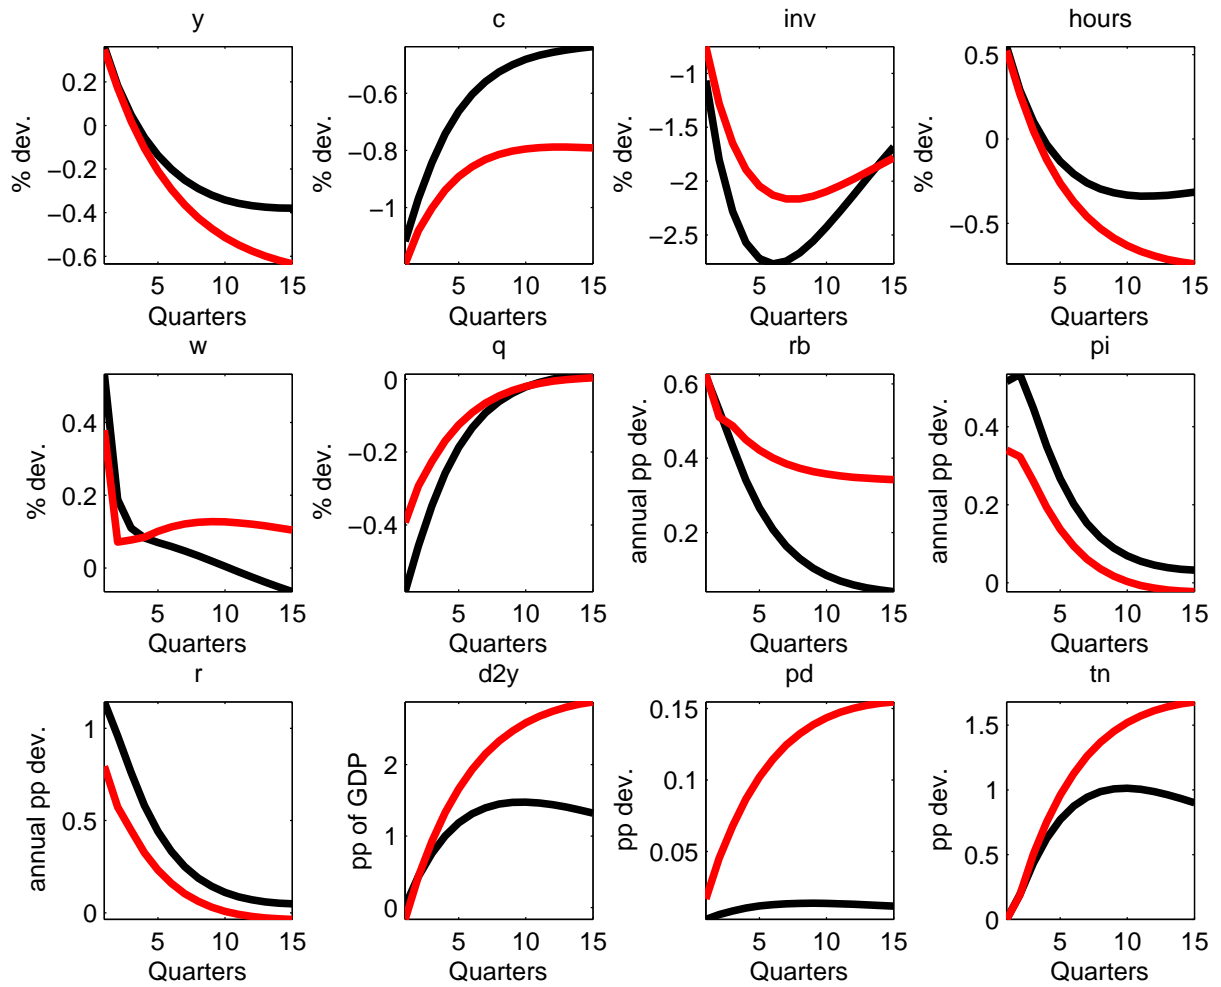 y
c
inv
hours
0.2
0
−0.2
−0.4
−0.6
% dev.
5 10 15
Quarters
−0.6
−0.8
−1
% dev.
5 10 15
Quarters
−1
−1.5
−2
−2.5
% dev.
5 10 15
Quarters
0.5
0
−0.5
% dev.
5 10 15
Quarters
w
q
rb
pi
0.4
0.2
0
% dev.
5 10 15
Quarters
0
−0.2
−0.4
% dev.
5 10 15
Quarters
0.6
0.4
0.2
annual pp dev.
5 10 15
Quarters
0.4
0.2
0
annual pp dev.
5 10 15
Quarters
r
d2y
pd
tn
1
0.5
0
annual pp dev.
5 10 15
Quarters
2
1
0
pp of GDP
5 10 15
Quarters
0.15
0.1
0.05
pp dev.
5 10 15
Quarters
1.5
1
0.5
0
pp dev.
5 10 15
Quarters